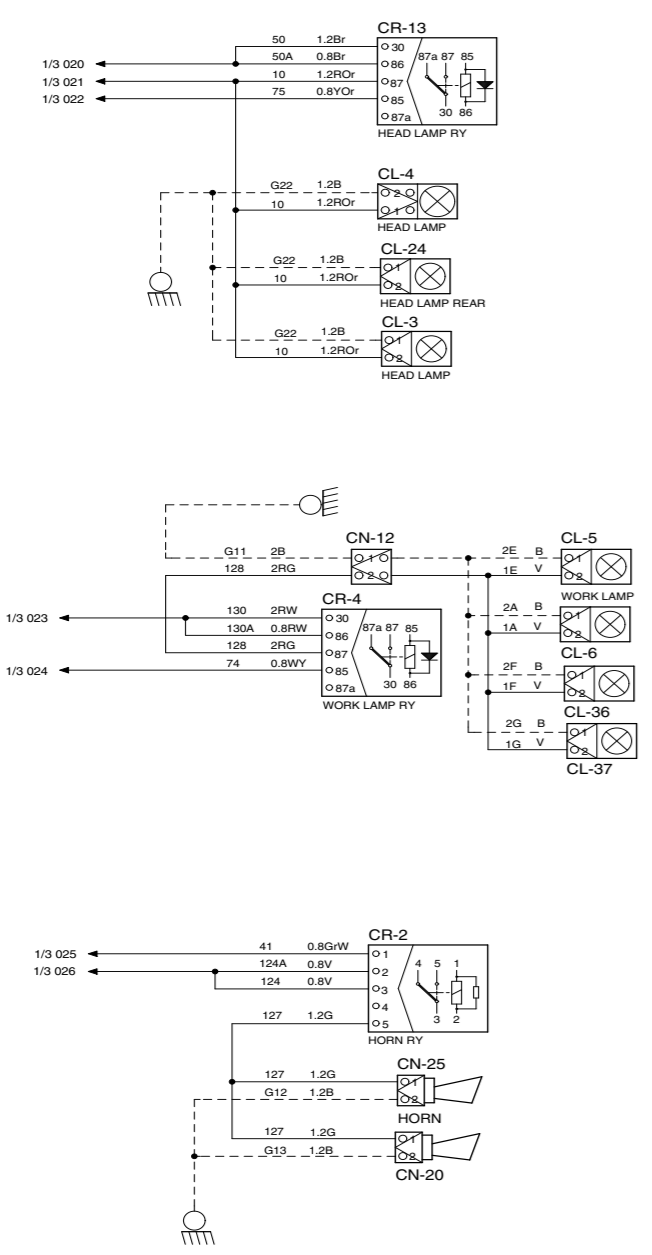 CR-13
50 1.2Br 30
1/3 020 50A 0.8Br 86 87a 87 85
1/3 021 10 1.2ROr 87
1/3 022 75 0.8YOr 85 30 86
87a
HEAD LAMP RY
CL-4
G22 1.2B 2
10 1.2ROr 1
HEAD LAMP
CL-24
G22 1.2B 1
10 1.2ROr 2
HEAD LAMP REAR
CL-3
G22 1.2B 1
10 1.2ROr 2
HEAD LAMP
CN-12 CL-5
G11 2B 1 2E B 1
128 2RG 2 1E V 2
WORK LAMP
CR-4
1/3 023 130 2RW 30 2A B 1
130A 0.8RW 86 87a 87 85 1A V 2
128 2RG 87 CL-6
1/3 024 74 0.8WY 85 2F B 1
87a 30 86 1F V 2
WORK LAMP RY
CL-36
2G B 1
1G V 2
CL-37
CR-2
1/3 025 41 0.8GrW 1
1/3 026 124A 0.8V 2 4 5 1
124 0.8V 3
4
127 1.2G 5 3 2
HORN RY
CN-25
127 1.2G 1
G12 1.2B 2
HORN
127 1.2G 1
G13 1.2B 2
CN-20